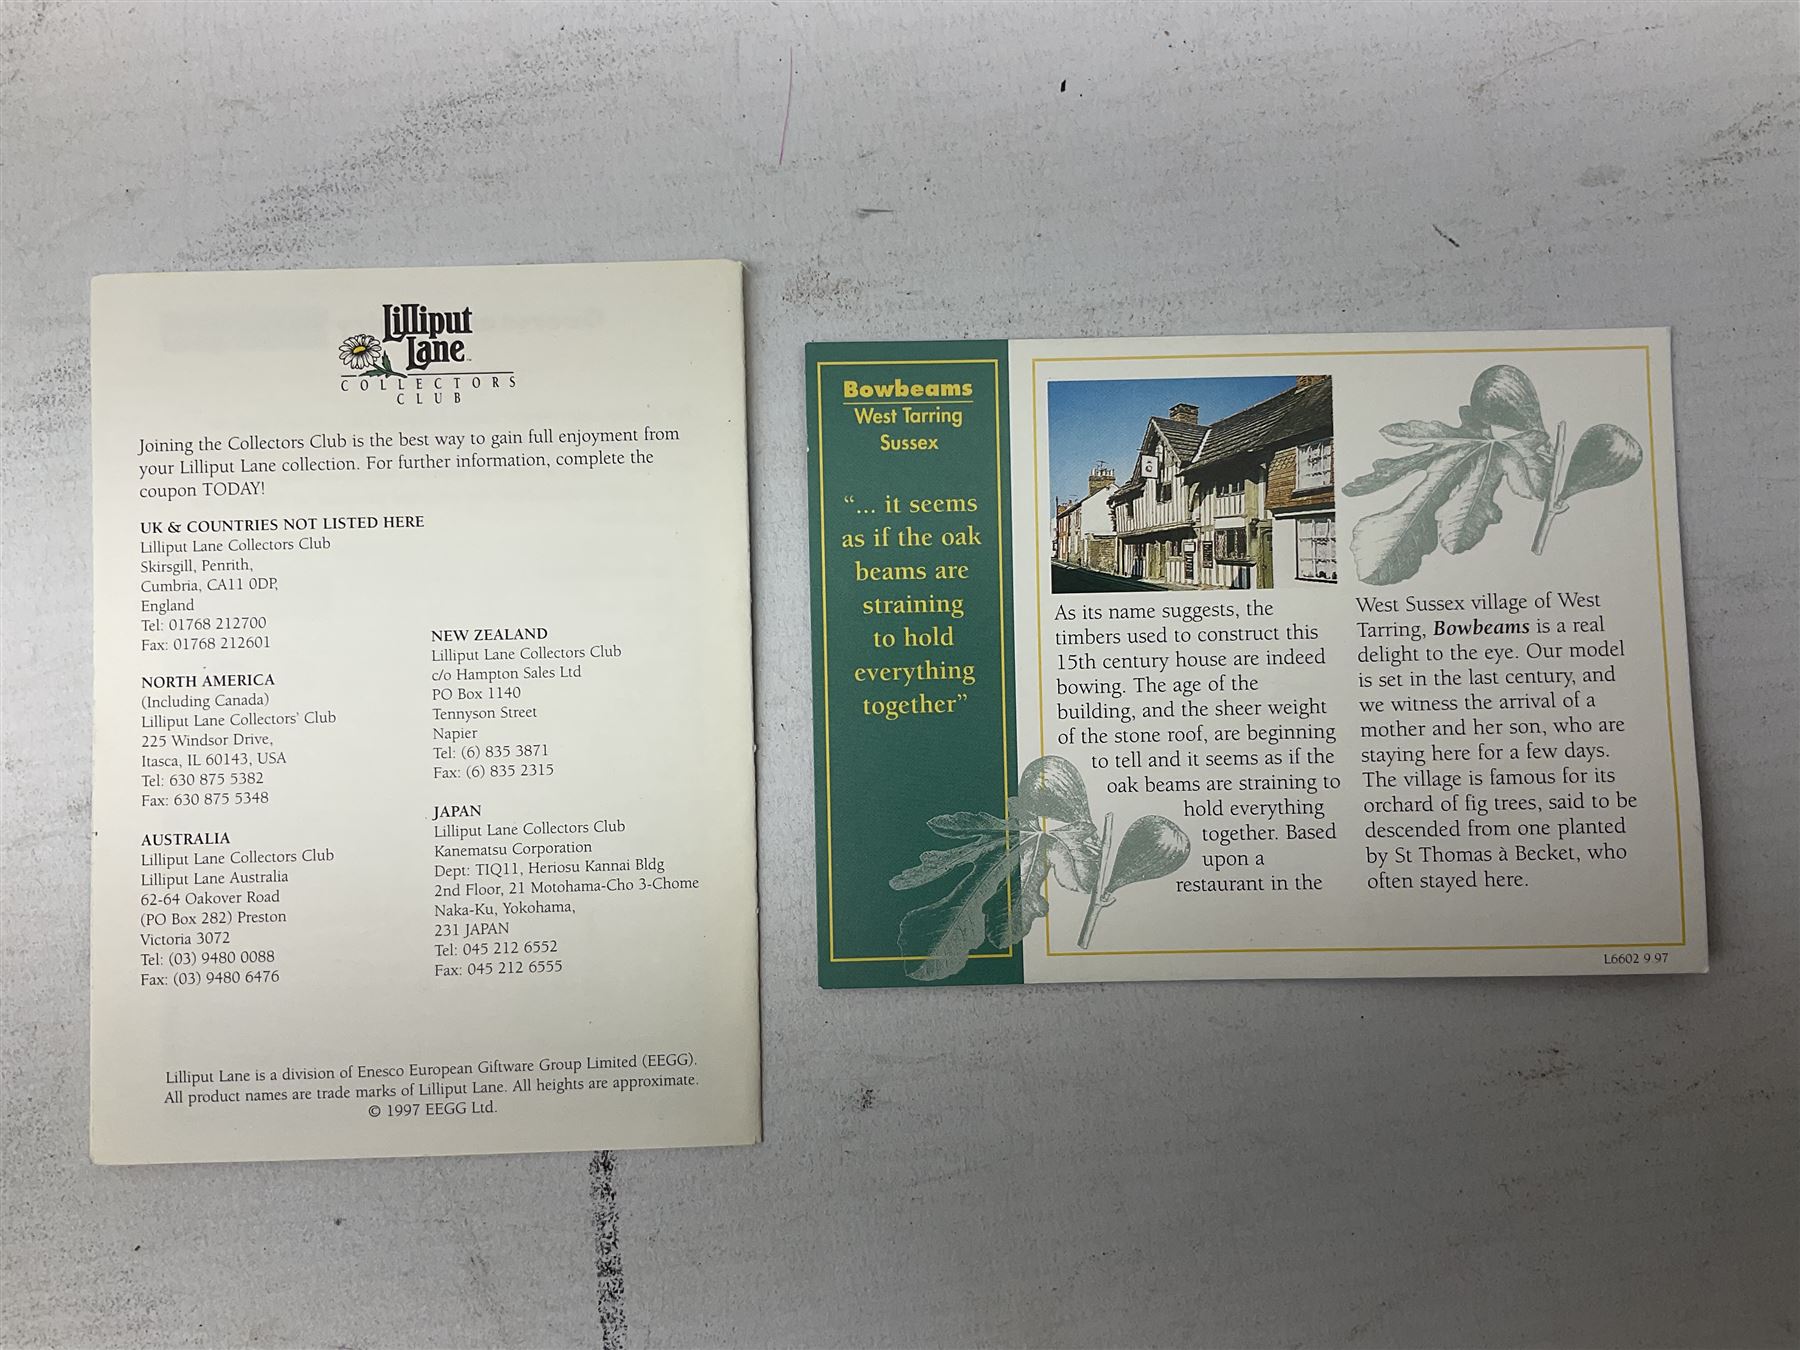 Lilliput
Lane™
COLLECTORS
CLUB
Joining the Collectors Club is the best way to gain full enjoyment from
your Lilliput Lane collection. For further information, complete the
coupon TODAY!
UK & COUNTRIES NOT LISTED HERE
Lilliput Lane Collectors Club
Skirsgill, Penrith,
Cumbria, CA11 0DP,
England
Tel: 01768 212700
Fax: 01768 212601
NORTH AMERICA
(Including Canada)
Lilliput Lane Collectors' Club
225 Windsor Drive,
Itasca, IL 60143, USA
Tel: 630 875 5382
Fax: 630 875 5348
AUSTRALIA
Lilliput Lane Collectors Club
Lilliput Lane Australia
62-64 Oakover Road
(PO Box 282) Preston
Victoria 3072
Tel: (03) 9480 0088
Fax: (03) 9480 6476
NEW ZEALAND
Lilliput Lane Collectors Club
c/o Hampton Sales Ltd
PO Box 1140
Tennyson Street
Napier
Tel: (6) 835 3871
Fax: (6) 835 2315
JAPAN
Lilliput Lane Collectors Club
Kanematsu Corporation
Dept: TIQ11, Heriosu Kannai Bldg
2nd Floor, 21 Motohama-Cho 3-Chome
Naka-Ku, Yokohama,
231 JAPAN
Tel: 045 212 6552
Fax: 045 212 6555
Lilliput Lane is a division of Enesco European Giftware Group Limited (EEGG).
All product names are trade marks of Lilliput Lane. All heights are approximate.
© 1997 EEGG Ltd.
Bowbeams
West Tarring
Sussex
"... it seems
as if the oak
beams are
straining
to hold
everything
together"
As its name suggests, the
timbers used to construct this
15th century house are indeed
bowing. The age of the
building, and the sheer weight
of the stone roof, are beginning
to tell and it seems as if the
oak beams are straining to
hold everything
together. Based
upon a
restaurant in the
West Sussex village of West
Tarring, Bowbeams is a real
delight to the eye. Our model
is set in the last century, and
we witness the arrival of a
mother and her son, who are
staying here for a few days.
The village is famous for its
orchard of fig trees, said to be
descended from one planted
by St Thomas à Becket, who
often stayed here.
L6602 9.97